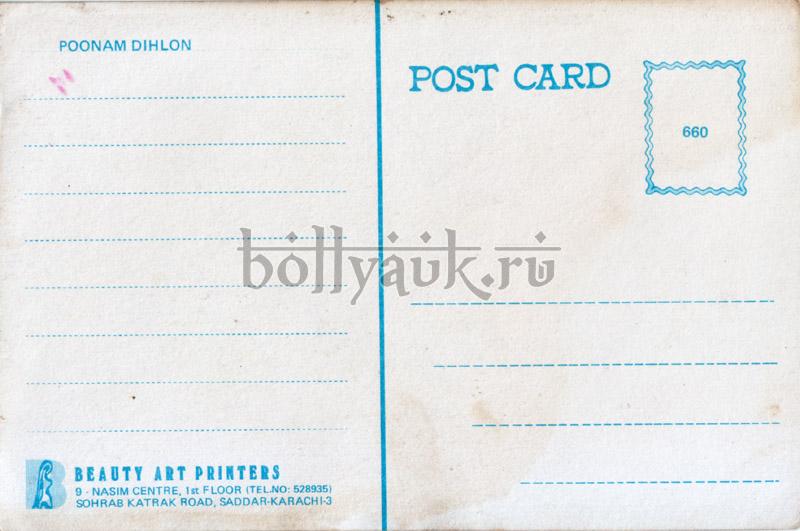 POONAM DIHLON
POST CARD
660
bollyauk.ru
B BEAUTY ART PRINTERS
9 - NASIM CENTRE, 1st FLOOR (TEL.NO: 528935)
SOHRAB KATRAK ROAD, SADDAR-KARACHI-3